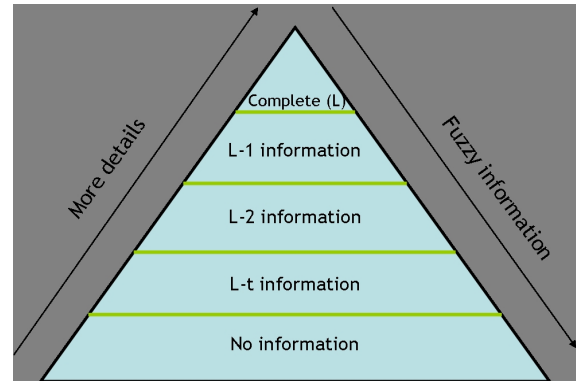 Complete (L)
L-1 information
L-2 information
L-t information
No information
More details
Fuzzy information